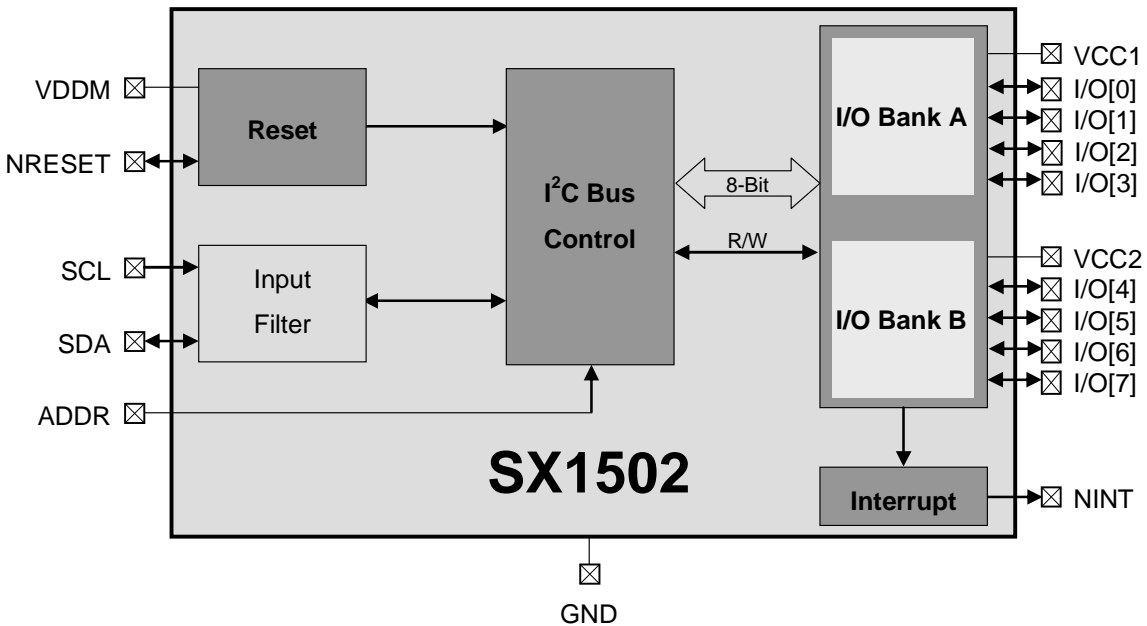 VDDM
NRESET
SCL
SDA
ADDR
Reset
Input
Filter
I²C Bus
Control
8-Bit
R/W
I/O Bank A
I/O Bank B
VCC1
I/O[0]
I/O[1]
I/O[2]
I/O[3]
VCC2
I/O[4]
I/O[5]
I/O[6]
I/O[7]
SX1502
Interrupt
NINT
GND